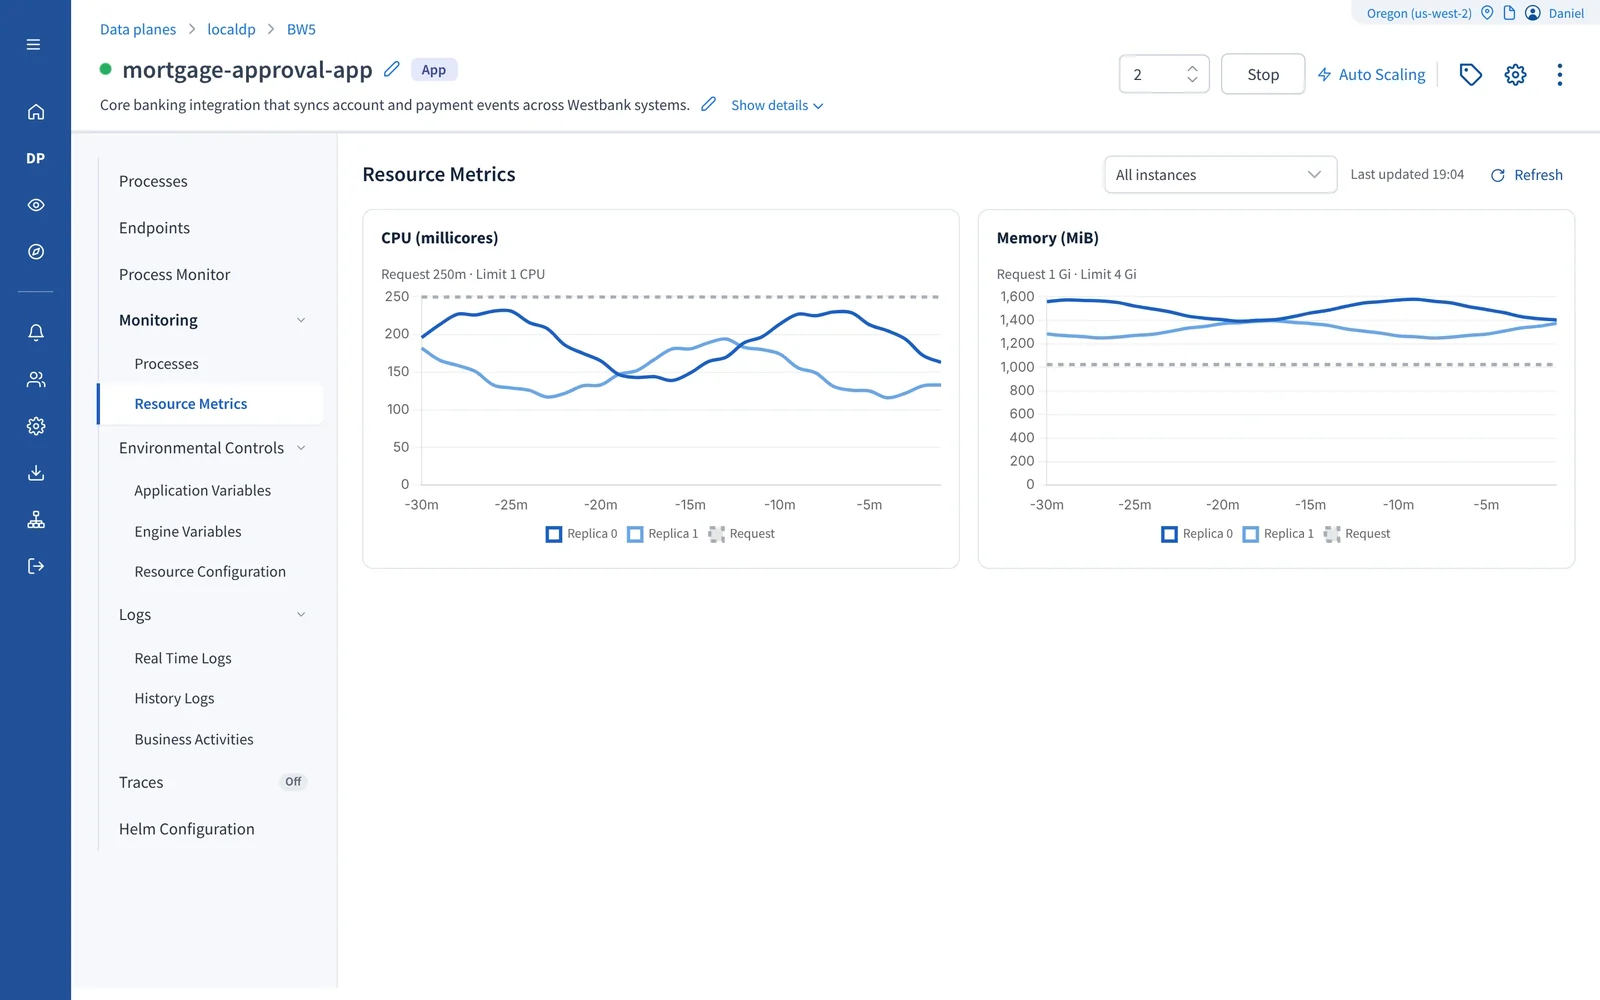 Oregon (us-west-2)
Daniel
Data planes
localdp
BW5
mortgage-approval-app
App
2
Stop
Auto Scaling
Core banking integration that syncs account and payment events across Westbank systems.
Show details
DP
Processes
Endpoints
Process Monitor
Monitoring
Processes
Resource Metrics
Environmental Controls
Application Variables
Engine Variables
Resource Configuration
Logs
Real Time Logs
History Logs
Business Activities
Traces
Off
Helm Configuration
Resource Metrics
All instances
Last updated 19:04
Refresh
CPU (millicores)
Request 250m · Limit 1 CPU
250
200
150
100
50
0
-30m
-25m
-20m
-15m
-10m
-5m
Replica 0
Replica 1
Request
Memory (MiB)
Request 1 Gi · Limit 4 Gi
1,600
1,400
1,200
1,000
800
600
400
200
0
-30m
-25m
-20m
-15m
-10m
-5m
Replica 0
Replica 1
Request